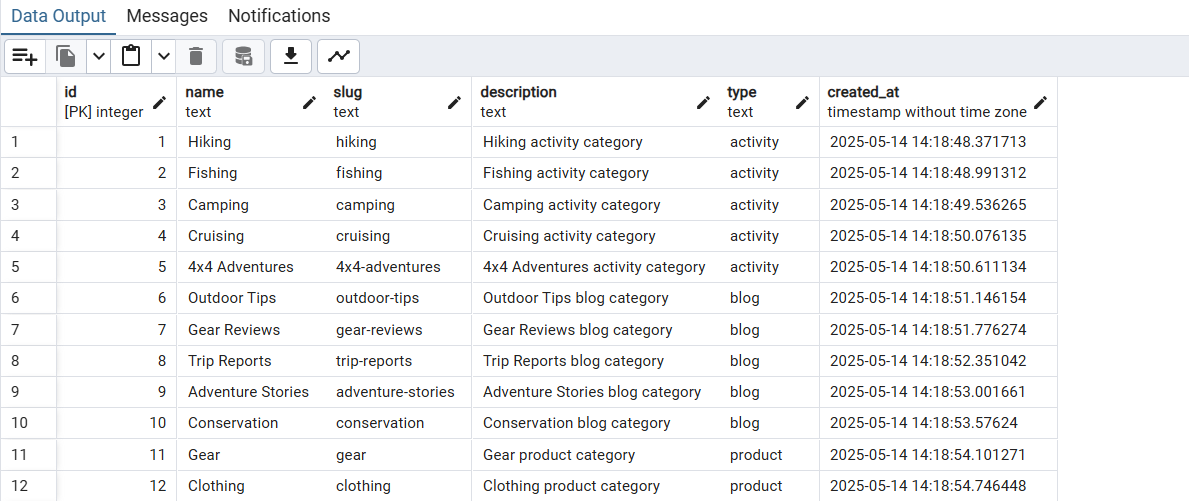 Data Output Messages Notifications
id name slug description type created_at
[PK] integer text text text text timestamp without time zone
1 1 Hiking hiking Hiking activity category activity 2025-05-14 14:18:48.371713
2 2 Fishing fishing Fishing activity category activity 2025-05-14 14:18:48.991312
3 3 Camping camping Camping activity category activity 2025-05-14 14:18:49.536265
4 4 Cruising cruising Cruising activity category activity 2025-05-14 14:18:50.076135
5 5 4x4 Adventures 4x4-adventures 4x4 Adventures activity category activity 2025-05-14 14:18:50.611134
6 6 Outdoor Tips outdoor-tips Outdoor Tips blog category blog 2025-05-14 14:18:51.146154
7 7 Gear Reviews gear-reviews Gear Reviews blog category blog 2025-05-14 14:18:51.776274
8 8 Trip Reports trip-reports Trip Reports blog category blog 2025-05-14 14:18:52.351042
9 9 Adventure Stories adventure-stories Adventure Stories blog category blog 2025-05-14 14:18:53.001661
10 10 Conservation conservation Conservation blog category blog 2025-05-14 14:18:53.57624
11 11 Gear gear Gear product category product 2025-05-14 14:18:54.101271
12 12 Clothing clothing Clothing product category product 2025-05-14 14:18:54.746448